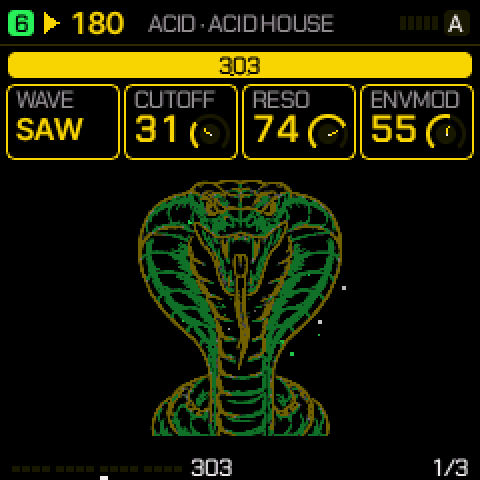 6 180 ACID · ACID HOUSE A
303
WAVE CUTOFF RESO ENVMOD
SAW 31 74 55
303 1/3